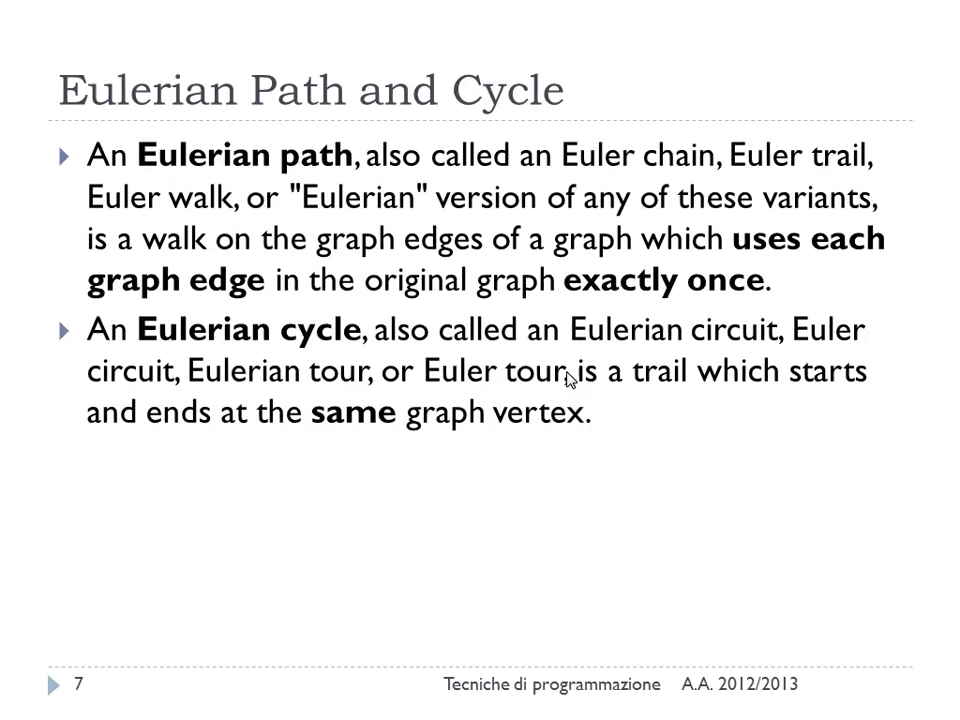 Eulerian Path and Cycle
An Eulerian path, also called an Euler chain, Euler trail,
Euler walk, or "Eulerian" version of any of these variants,
is a walk on the graph edges of a graph which uses each
graph edge in the original graph exactly once.
An Eulerian cycle, also called an Eulerian circuit, Euler
circuit, Eulerian tour, or Euler tour, is a trail which starts
and ends at the same graph vertex.
7 Tecniche di programmazione A.A. 2012/2013